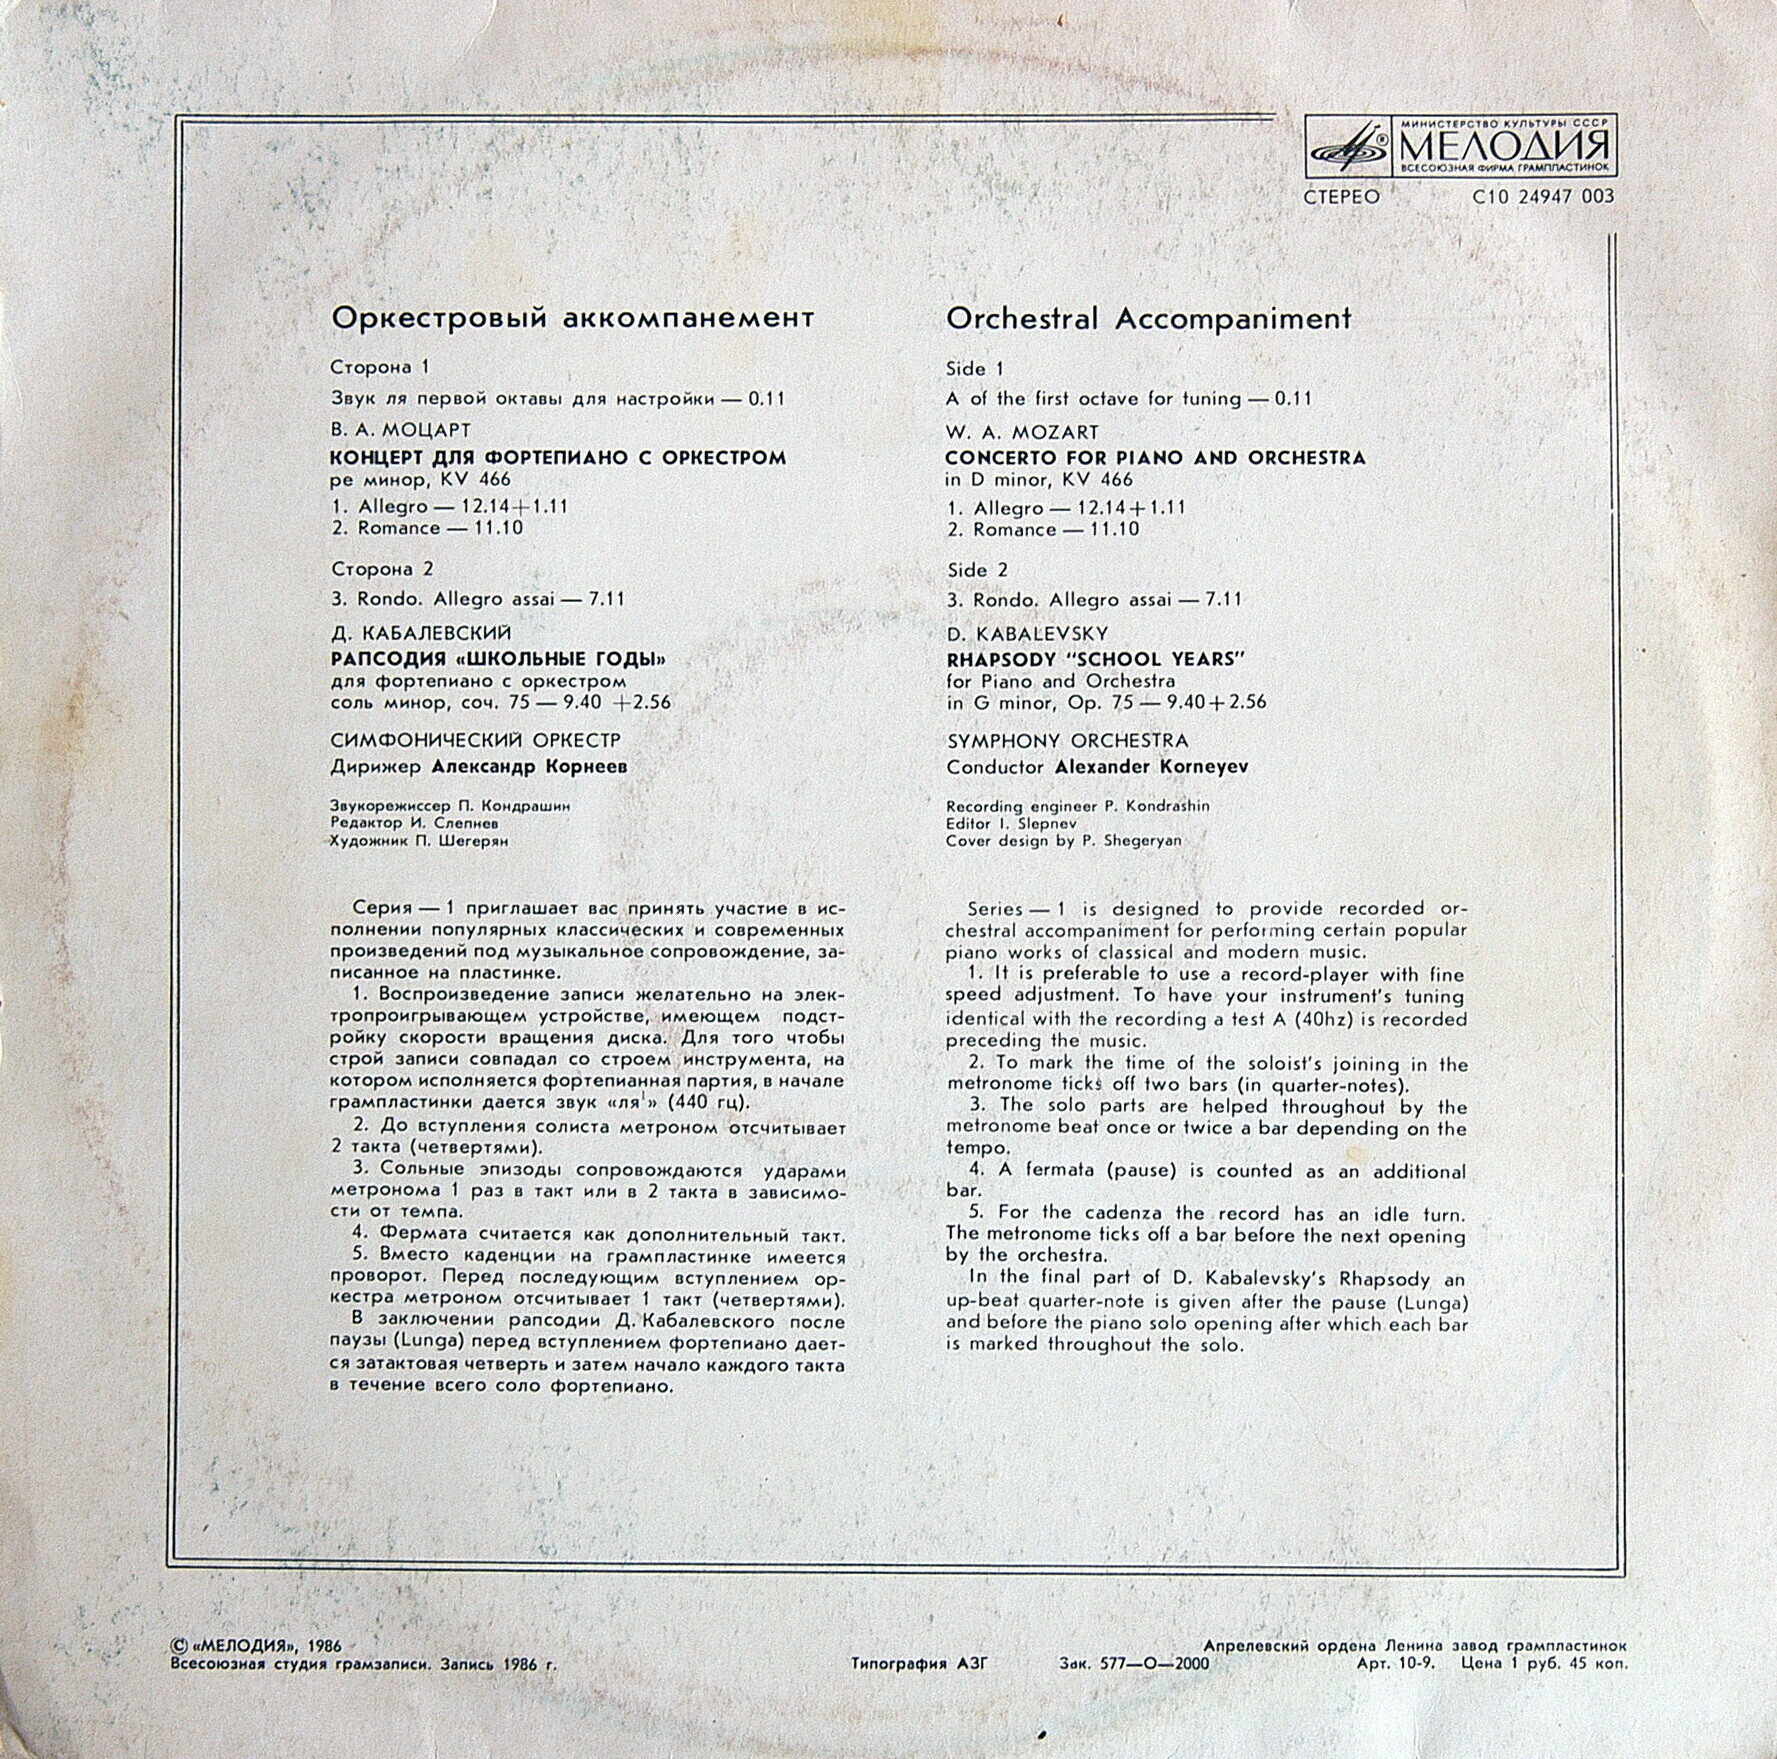 МИНИСТЕРСТВО КУЛЬТУРЫ СССР
МЕЛОДИЯ
ВСЕСОЮЗНАЯ ФИРМА ГРАМПЛАСТИНОК
СТЕРЕО С10 24947 003
Оркестровый аккомпанемент
Сторона 1
Звук ля первой октавы для настройки — 0.11
В. А. МОЦАРТ
КОНЦЕРТ ДЛЯ ФОРТЕПИАНО С ОРКЕСТРОМ
ре минор, KV 466
1. Allegro — 12.14+1.11
2. Romance — 11.10
Сторона 2
3. Rondo. Allegro assai — 7.11
Д. КАБАЛЕВСКИЙ
РАПСОДИЯ «ШКОЛЬНЫЕ ГОДЫ»
для фортепиано с оркестром
соль минор, соч. 75 — 9.40 +2.56
СИМФОНИЧЕСКИЙ ОРКЕСТР
Дирижер Александр Корнеев
Звукорежиссер П. Кондрашин
Редактор И. Слепнев
Художник П. Шегерян
Серия — 1 приглашает вас принять участие в ис-
полнении популярных классических и современных
произведений под музыкальное сопровождение, за-
писанное на пластинке.
1. Воспроизведение записи желательно на элек-
тропроигрывающем устройстве, имеющем подст-
ройку скорости вращения диска. Для того чтобы
строй записи совпадал со строем инструмента, на
котором исполняется фортепианная партия, в начале
грампластинки дается звук «ля¹» (440 гц).
2. До вступления солиста метроном отсчитывает
2 такта (четвертями).
3. Сольные эпизоды сопровождаются ударами
метронома 1 раз в такт или в 2 такта в зависимо-
сти от темпа.
4. Фермата считается как дополнительный такт.
5. Вместо каденции на грампластинке имеется
проворот. Перед последующим вступлением ор-
кестра метроном отсчитывает 1 такт (четвертями).
В заключении рапсодии Д. Кабалевского после
паузы (Lunga) перед вступлением фортепиано дает-
ся затактовая четверть и затем начало каждого такта
в течение всего соло фортепиано.
Orchestral Accompaniment
Side 1
A of the first octave for tuning — 0.11
W. A. MOZART
CONCERTO FOR PIANO AND ORCHESTRA
in D minor, KV 466
1. Allegro — 12.14+1.11
2. Romance — 11.10
Side 2
3. Rondo. Allegro assai — 7.11
D. KABALEVSKY
RHAPSODY "SCHOOL YEARS"
for Piano and Orchestra
in G minor, Op. 75 — 9.40+2.56
SYMPHONY ORCHESTRA
Conductor Alexander Korneyev
Recording engineer P. Kondrashin
Editor I. Slepnev
Cover design by P. Shegeryan
Series — 1 is designed to provide recorded or-
chestral accompaniment for performing certain popular
piano works of classical and modern music.
1. It is preferable to use a record-player with fine
speed adjustment. To have your instrument's tuning
identical with the recording a test A (40hz) is recorded
preceding the music.
2. To mark the time of the soloist's joining in the
metronome ticks off two bars (in quarter-notes).
3. The solo parts are helped throughout by the
metronome beat once or twice a bar depending on the
tempo.
4. A fermata (pause) is counted as an additional
bar.
5. For the cadenza the record has an idle turn.
The metronome ticks off a bar before the next opening
by the orchestra.
In the final part of D. Kabalevsky's Rhapsody an
up-beat quarter-note is given after the pause (Lunga)
and before the piano solo opening after which each bar
is marked throughout the solo.
© «МЕЛОДИЯ», 1986
Всесоюзная студия грамзаписи. Запись 1986 г.
Типография АЗГ Зак. 577—О—2000
Апрелевский ордена Ленина завод грампластинок
Арт. 10-9. Цена 1 руб. 45 коп.